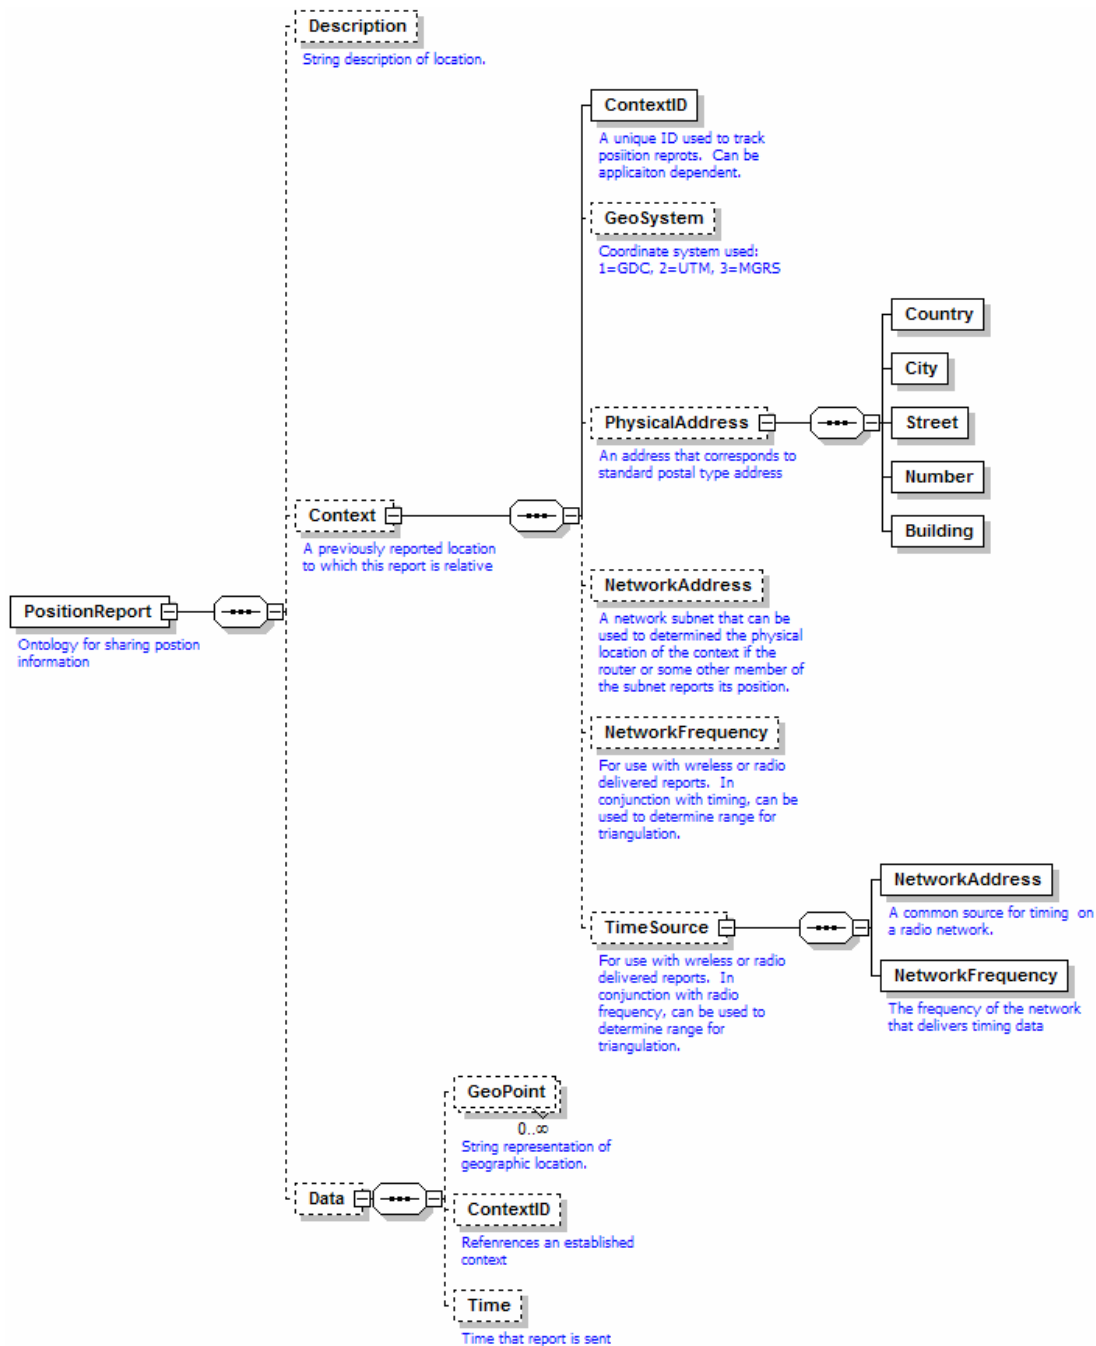 Description
String description of location.
ContextID
A unique ID used to track
posiition reprots.  Can be
applicaiton dependent.
GeoSystem
Coordinate system used:
1=GDC, 2=UTM, 3=MGRS
Country
City
Street
Number
Building
PhysicalAddress
An address that corresponds to
standard postal type address
Context
A previously reported location
to which this report is relative
NetworkAddress
A network subnet that can be
used to determined the physical
location of the context if the
router or some other member of
the subnet reports its position.
PositionReport
Ontology for sharing postion
information
NetworkFrequency
For use with wreless or radio
delivered reports.  In
conjunction with timing, can be
used to determine range for
triangulation.
TimeSource
For use with wreless or radio
delivered reports.  In
conjunction with radio
frequency, can be used to
determine range for
triangulation.
NetworkAddress
A common source for timing  on
a radio network.
NetworkFrequency
The frequency of the network
that delivers timing data
GeoPoint
0..∞
String representation of
geographic location.
Data
ContextID
Refenrences an established
context
Time
Time that report is sent